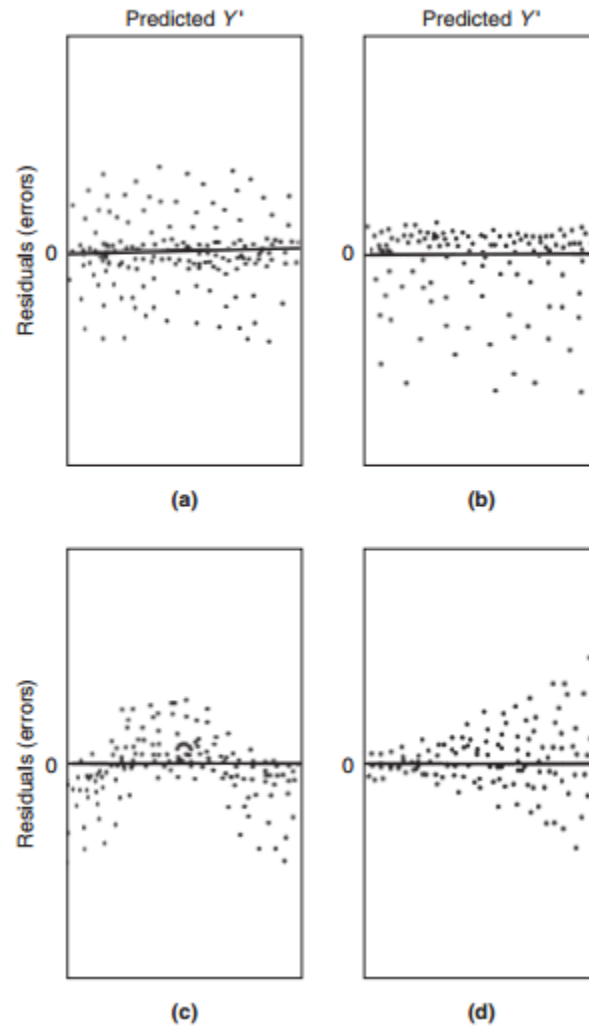 Predicted Y' Predicted Y'
Residuals (errors)
0 0
(a) (b)
Residuals (errors)
0 0
(c) (d)